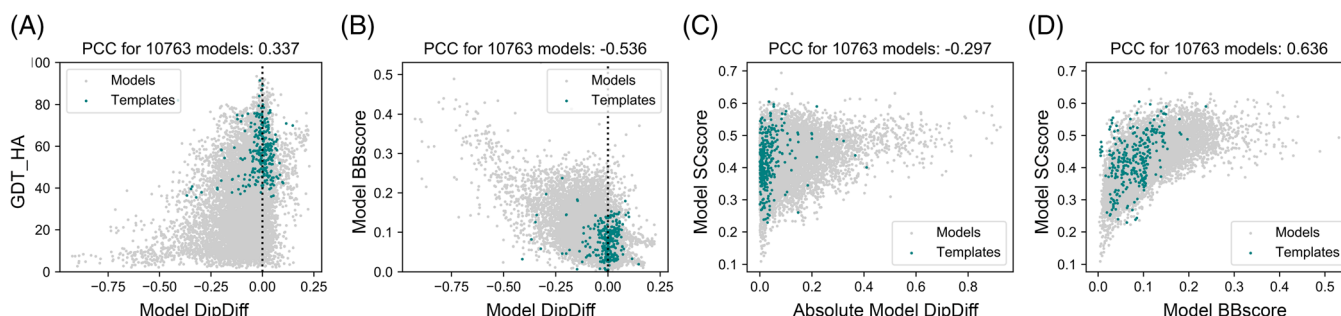 (A)
PCC for 10763 models: 0.337
GDT_HA
00
80
60
40
20
0
Models
Templates
−0.75 −0.50 −0.25 0.00 0.25
Model DipDiff
(B)
PCC for 10763 models: -0.536
Model BBscore
0.5
0.4
0.3
0.2
0.1
0.0
Models
Templates
−0.75 −0.50 −0.25 0.00 0.25
Model DipDiff
(C)
PCC for 10763 models: -0.297
Model SCscore
0.7
0.6
0.5
0.4
0.3
0.2
0.1
Models
Templates
0.0 0.2 0.4 0.6 0.8
Absolute Model DipDiff
(D)
PCC for 10763 models: 0.636
Model SCscore
0.7
0.6
0.5
0.4
0.3
0.2
0.1
Models
Templates
0.0 0.1 0.2 0.3 0.4 0.5
Model BBscore